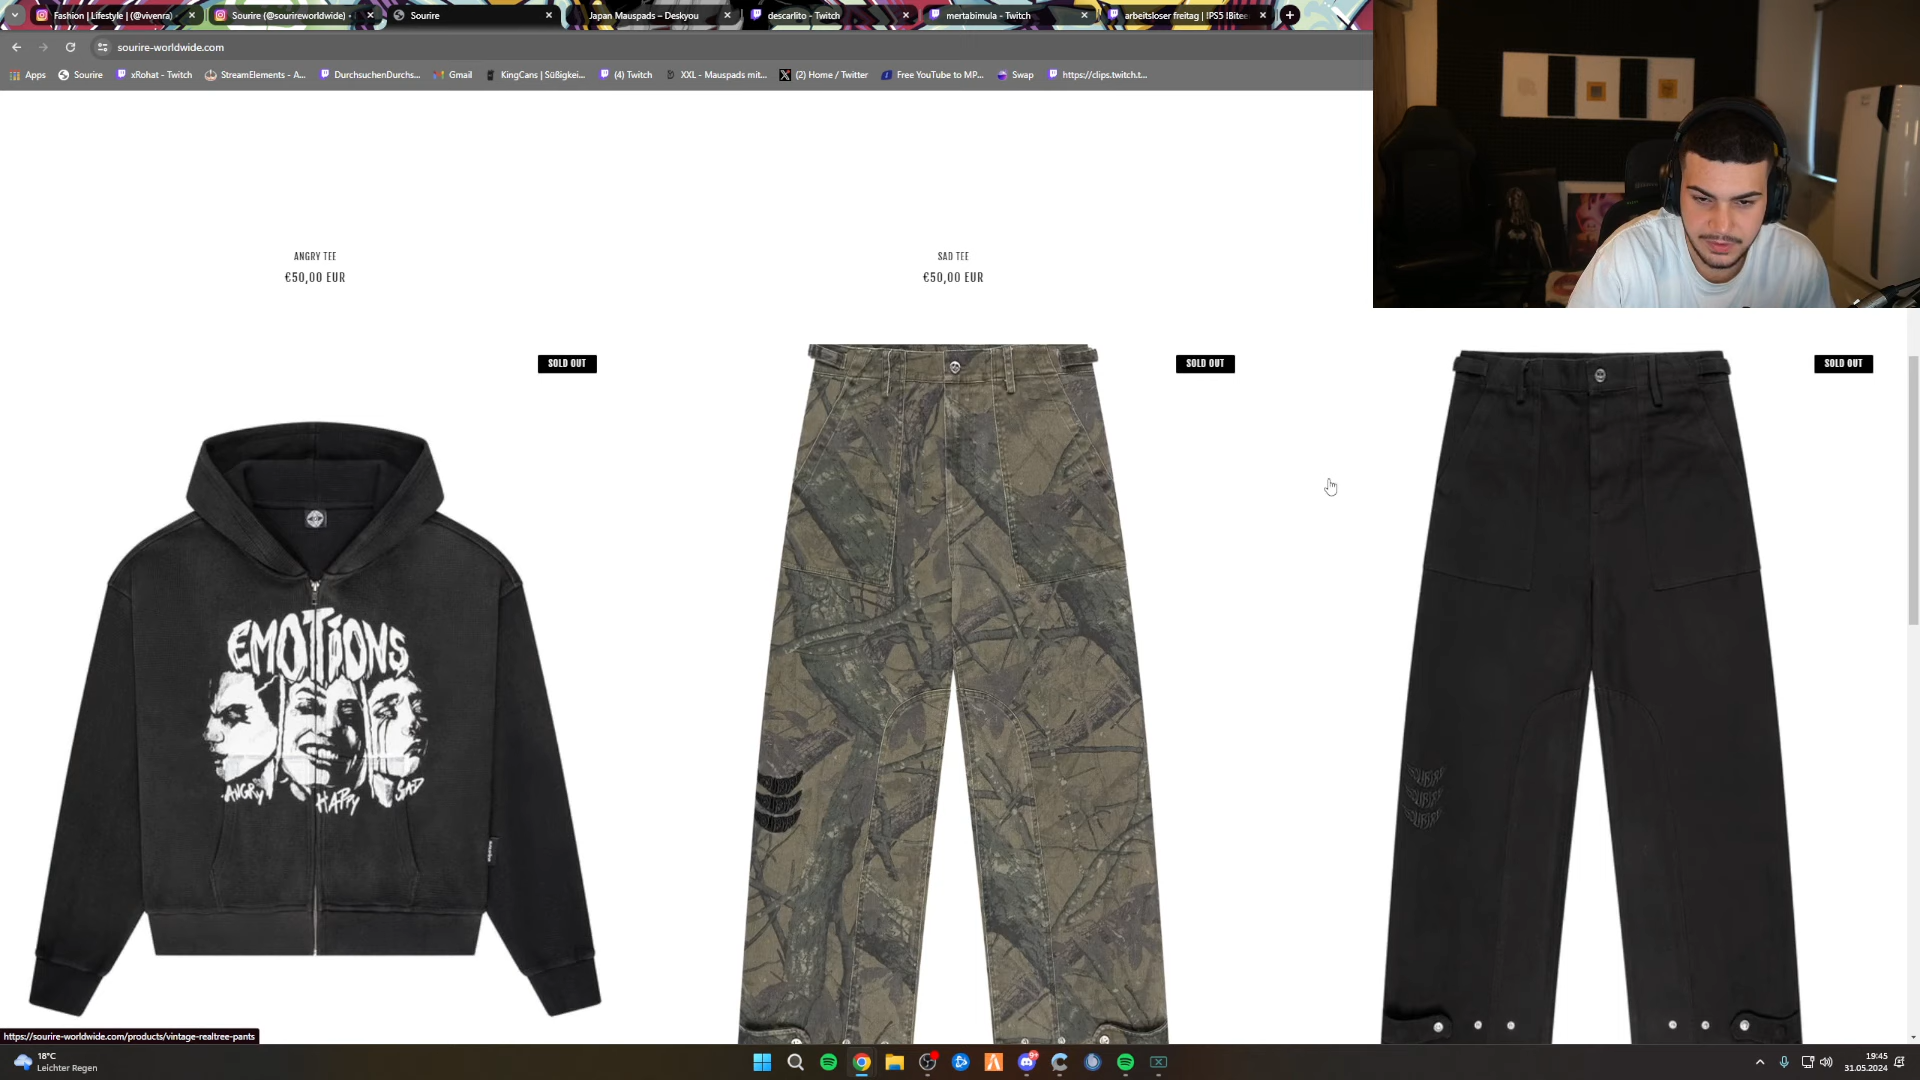 Fashion | Lifestyle | (@vivenra)
Sourire (@sourireworldwide) •
Sourire
Japan Mauspads – Deskyou
descarlito - Twitch
mertabimula - Twitch
arbeitsloser freitag | !PS5 !Bitee
sourire-worldwide.com
Apps
Sourire
xRohat - Twitch
StreamElements - A...
DurchsuchenDurchs...
Gmail
KingCans | Süßigkei...
(4) Twitch
XXL - Mauspads mit...
(2) Home / Twitter
Free YouTube to MP...
Swap
https://clips.twitch.t...
ANGRY TEE
€50,00 EUR
SAD TEE
€50,00 EUR
SOLD OUT
SOLD OUT
SOLD OUT
EMOTIONS
ANGRY
HAPPY
SAD
SOURIRE
SOURIRE
SOURIRE
https://sourire-worldwide.com/products/vintage-realtree-pants
18°C
Leichter Regen
19:45
31.05.2024